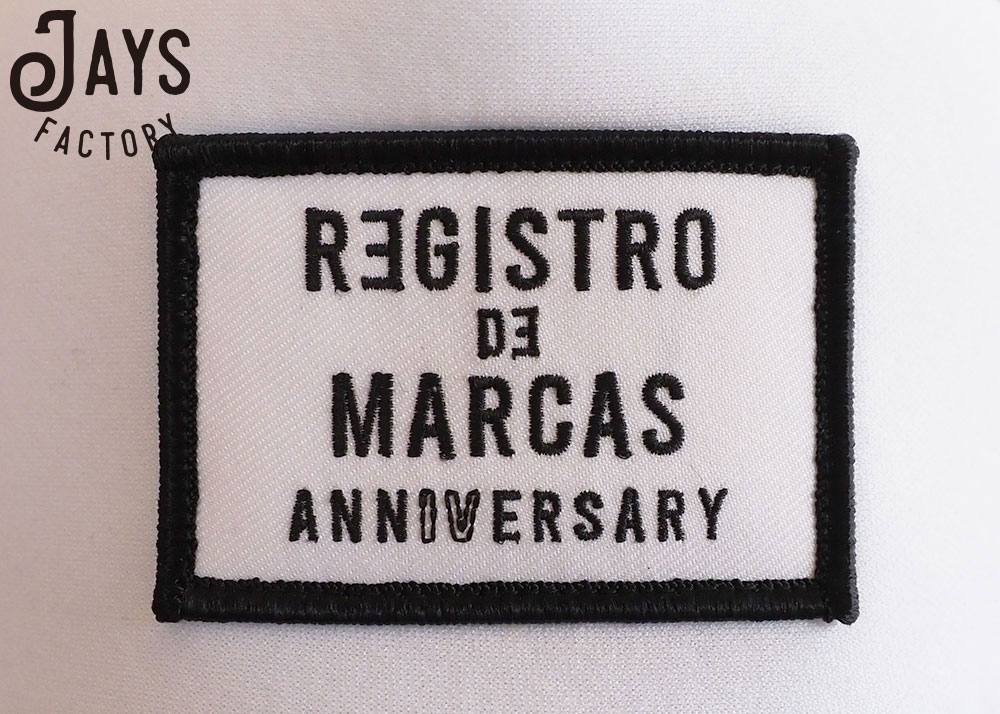 JAYS
FACTORY
REGISTRO
DE
MARCAS
ANNIVERSARY